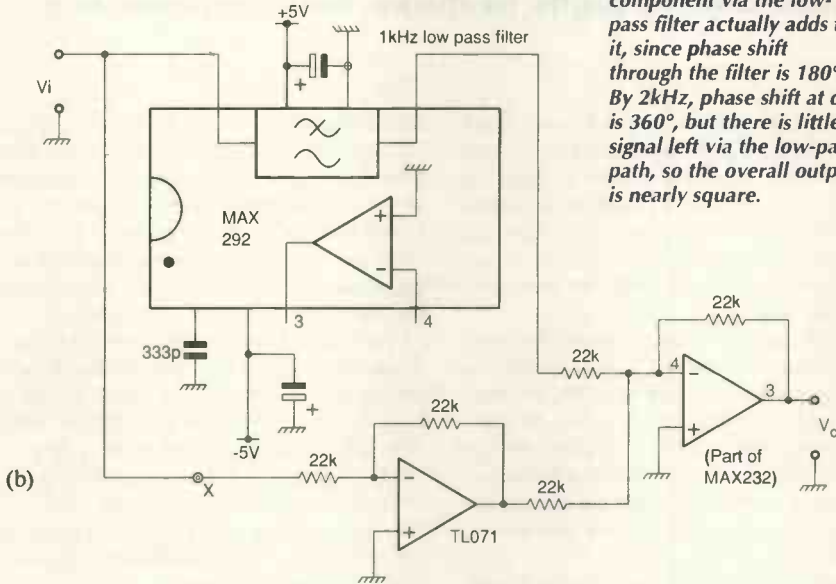 component via the low-
pass filter actually adds
it, since phase shift
through the filter is 180°
By 2kHz, phase shift at
is 360°, but there is little
signal left via the low-pa
path, so the overall outp
is nearly square.
+5V
1kHz low pass filter
Vi
+
MAX
292
+
−
3
4
333p
-5V
+
22k
22k
4
−
3
+
(Part of
MAX232)
22k
22k
−
+
TL071
22k
X
(b)